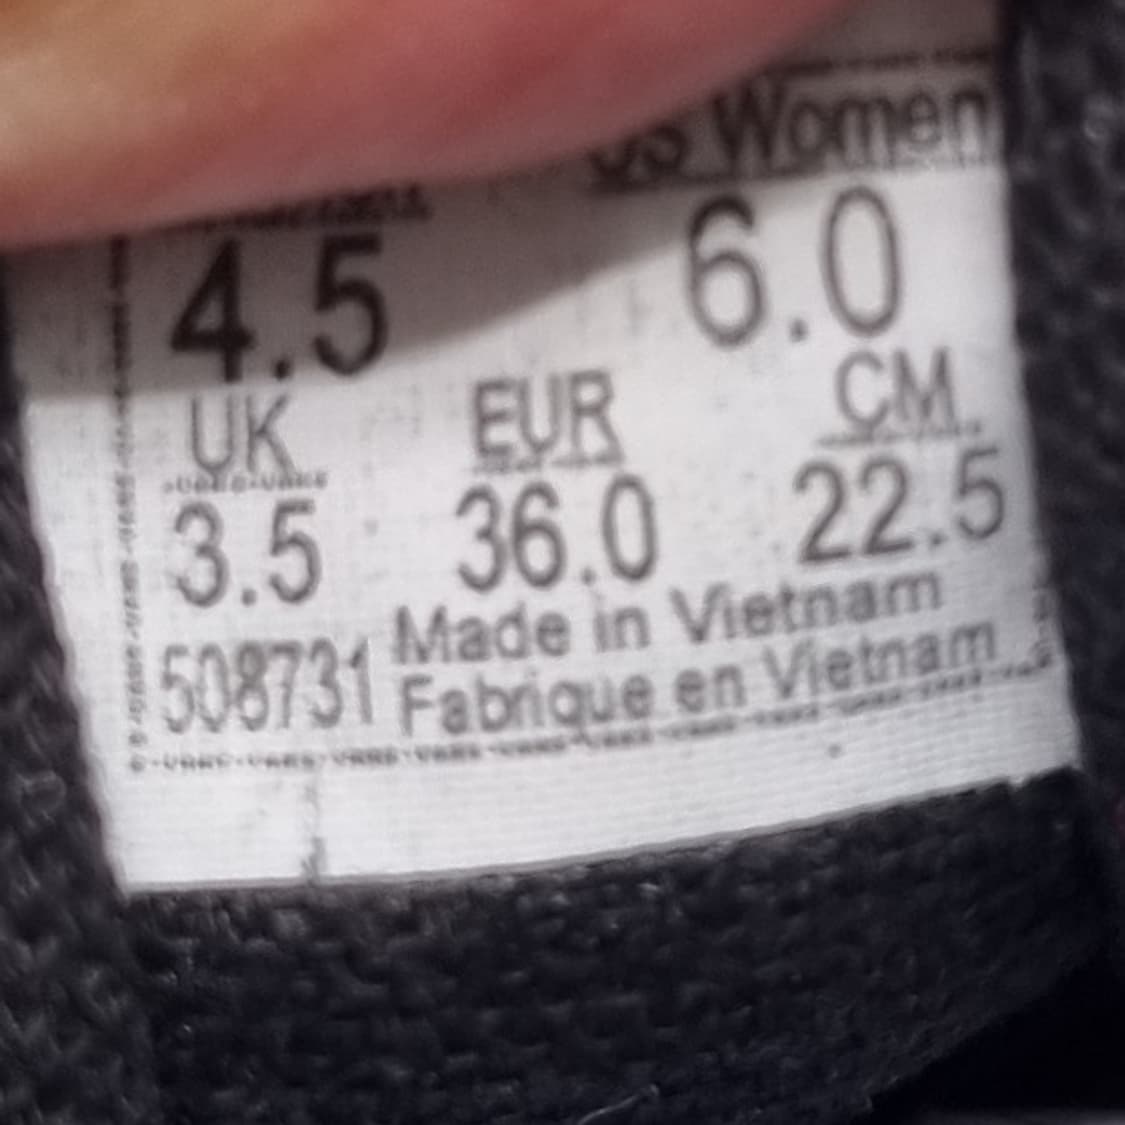 US Women
4.5 6.0
UK EUR CM.
3.5 36.0 22.5
508731 Made in Vietnam
Fabrique en Vietnam